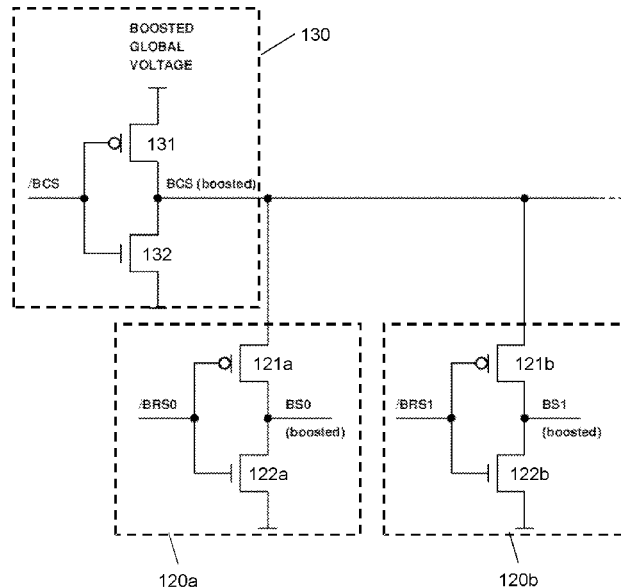 BOOSTED
GLOBAL
VOLTAGE
130
131
/BCS
BCS (boosted)
132
121a
/BRS0
BS0
(boosted)
122a
121b
/BRS1
BS1
(boosted)
122b
120a
120b